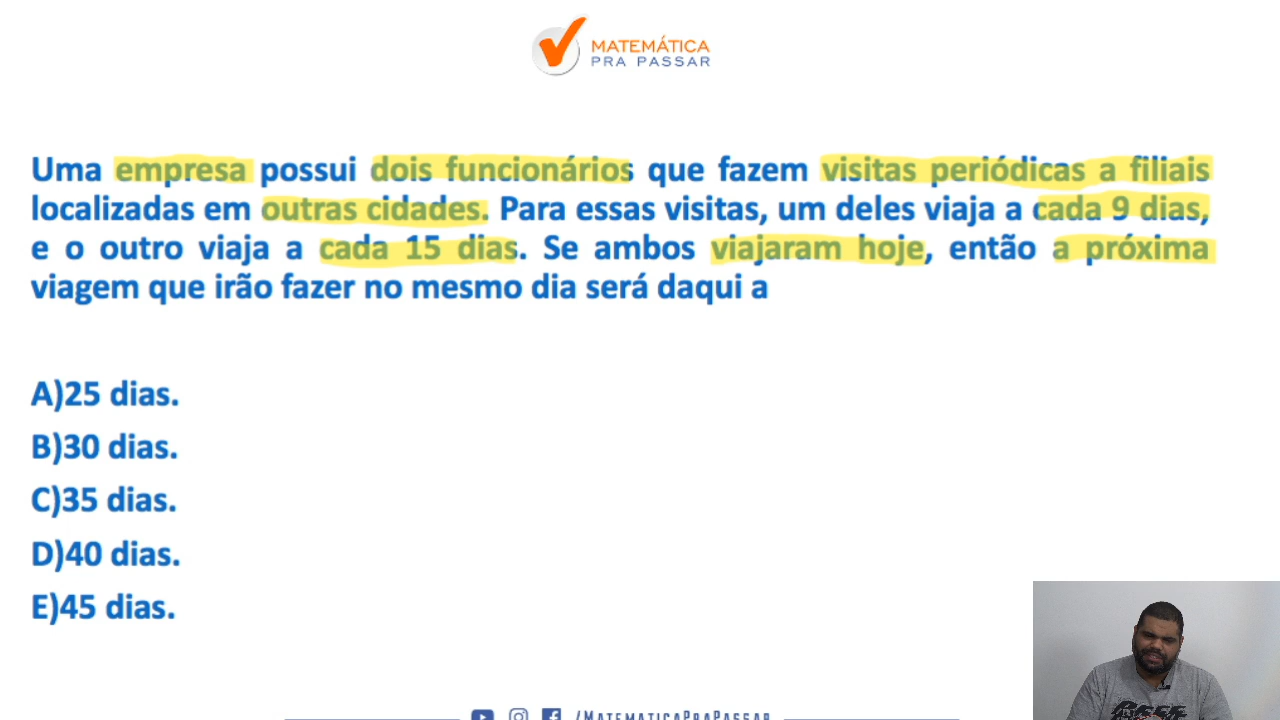 MATEMÁTICA
PRA PASSAR
Uma empresa possui dois funcionários que fazem visitas periódicas a filiais
localizadas em outras cidades. Para essas visitas, um deles viaja a cada 9 dias,
e o outro viaja a cada 15 dias. Se ambos viajaram hoje, então a próxima
viagem que irão fazer no mesmo dia será daqui a
A)25 dias.
B)30 dias.
C)35 dias.
D)40 dias.
E)45 dias.
/MATEMATICAPRAPASSAR